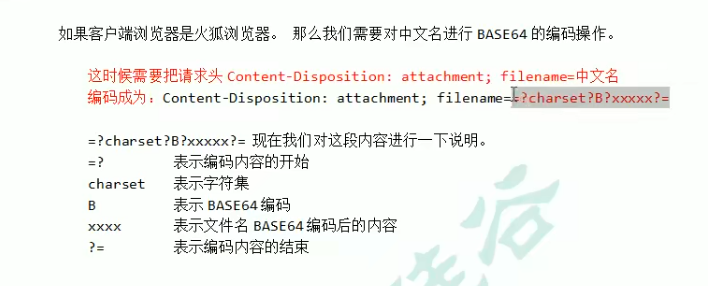 如果客户端浏览器是火狐浏览器。 那么我们需要对中文名进行 BASE64 的编码操作。
这时候需要把请求头 Content-Disposition: attachment; filename=中文名
编码成为：Content-Disposition: attachment; filename==?charset?B?xxxxx?=
=?charset?B?xxxxx?= 现在我们对这段内容进行一下说明。
=? 表示编码内容的开始
charset 表示字符集
B 表示 BASE64 编码
xxxx 表示文件名 BASE64 编码后的内容
?= 表示编码内容的结束